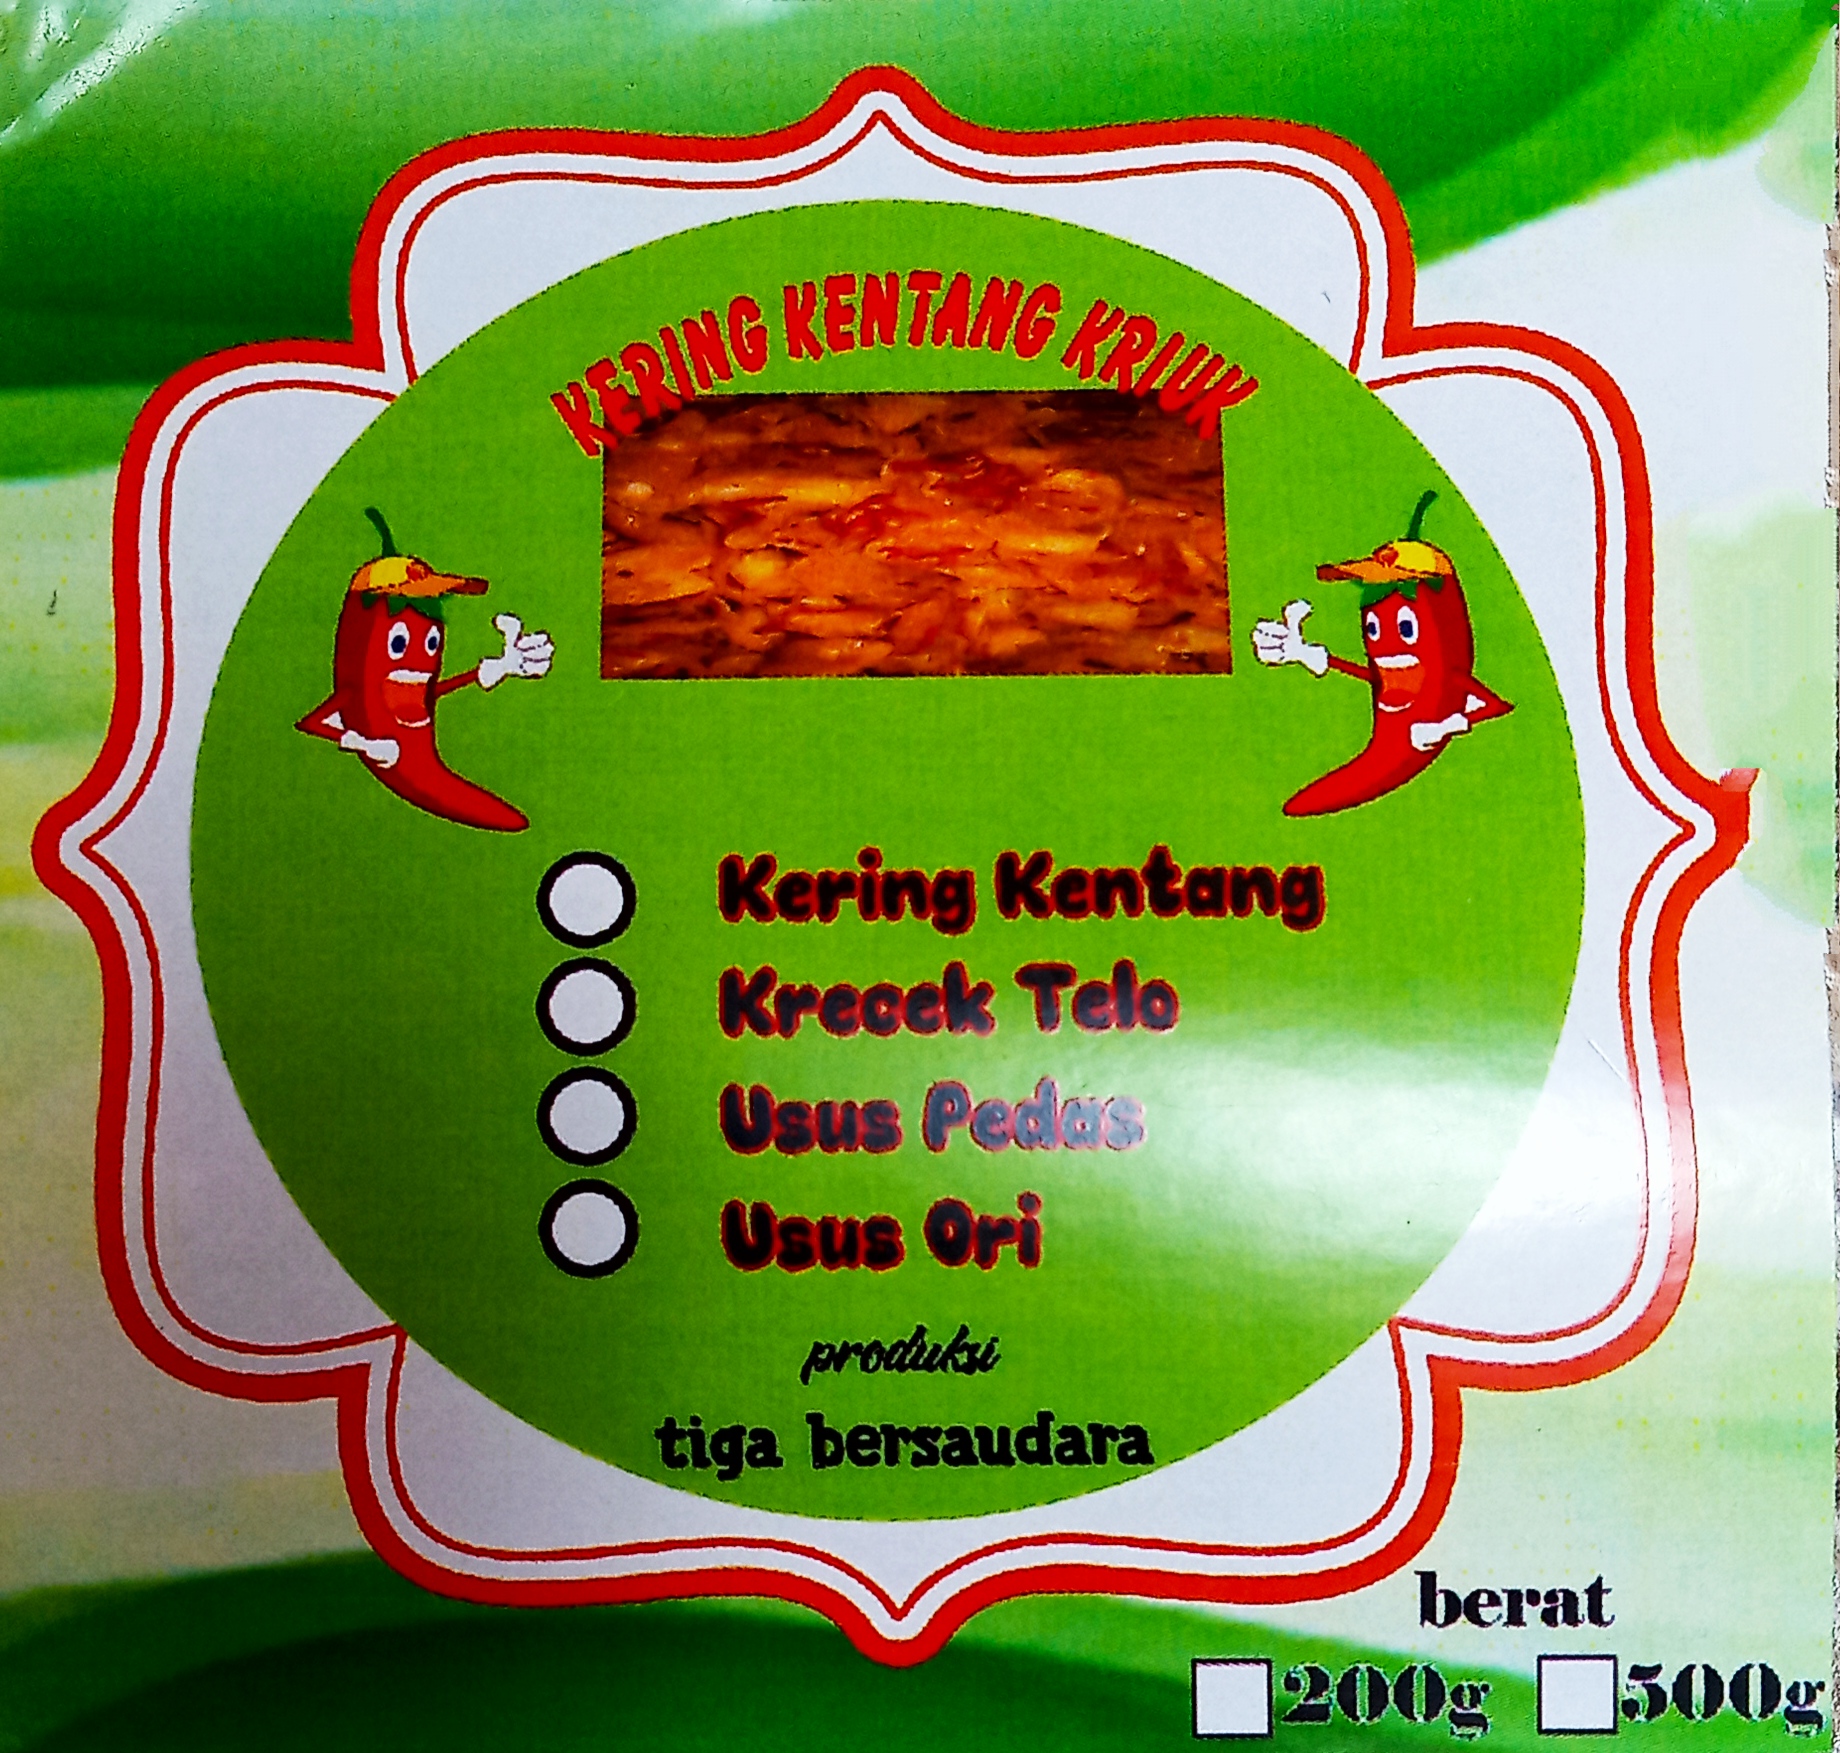 KERING KENTANG KRIUK
Kering Kentang
Krecek Telo
Usus Pedas
Usus Ori
produksi
tiga bersaudara
berat
200g 500g